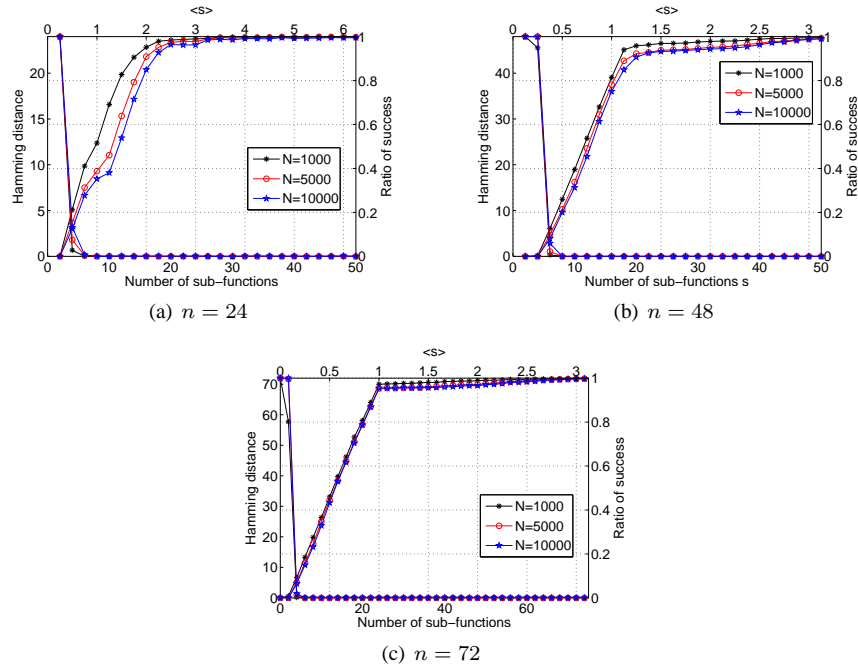 <s>
0 1 2 3 4 5 6
Hamming distance
20
15
10
5
0
Ratio of success
1
0.8
0.6
0.4
0.2
0
N=1000
N=5000
N=10000
0 10 20 30 40 50
Number of sub-functions
(a) n = 24
<s>
0 0.5 1 1.5 2 2.5 3
Hamming distance
40
30
20
10
0
Ratio of success
1
0.8
0.6
0.4
0.2
0
N=1000
N=5000
N=10000
0 10 20 30 40 50
Number of sub-functions s
(b) n = 48
<s>
0 0.5 1 1.5 2 2.5 3
Hamming distance
70
60
50
40
30
20
10
0
Ratio of success
1
0.8
0.6
0.4
0.2
0
N=1000
N=5000
N=10000
0 20 40 60
Number of sub-functions
(c) n = 72